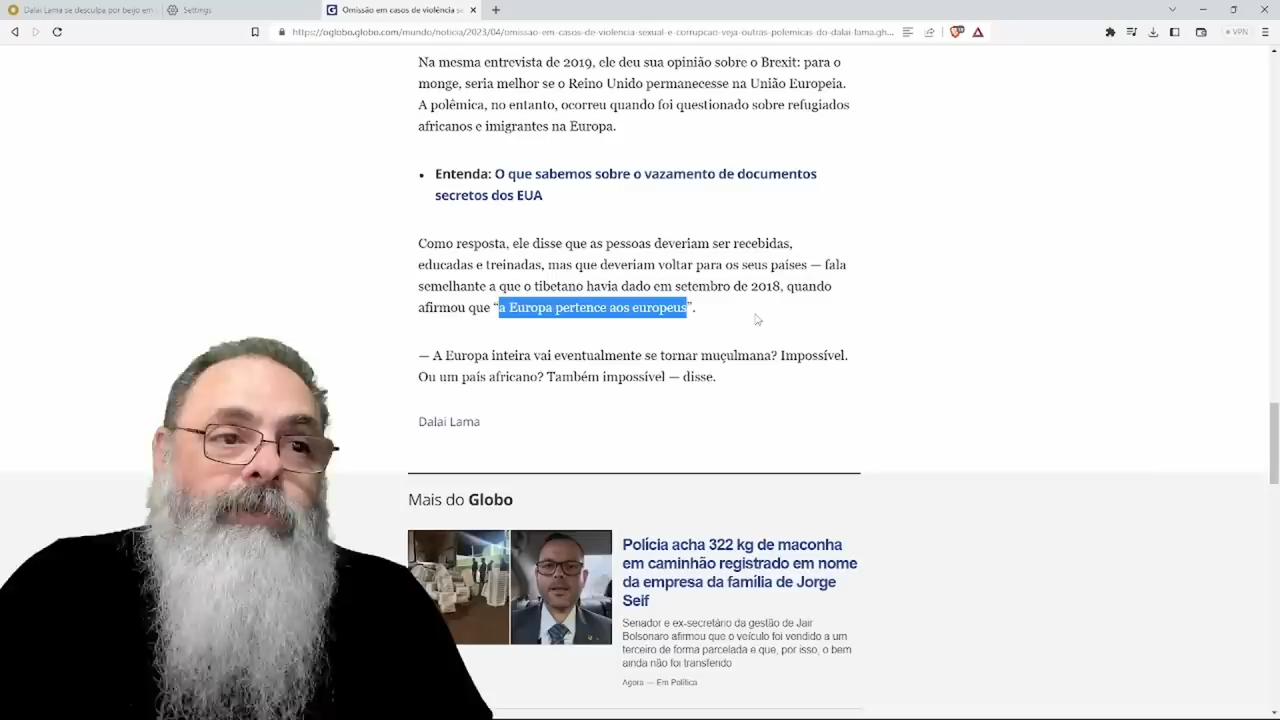 Dalai Lama se desculpa por beijo em
Settings
Omissão em casos de violência se
https://oglobo.globo.com/mundo/noticia/2023/04/omissao-em-casos-de-violencia-sexual-e-corrupcao-veja-outras-polemicas-do-dalai-lama.gh...
VPN
Na mesma entrevista de 2019, ele deu sua opinião sobre o Brexit: para o
monge, seria melhor se o Reino Unido permanecesse na União Europeia.
A polêmica, no entanto, ocorreu quando foi questionado sobre refugiados
africanos e imigrantes na Europa.
• Entenda: O que sabemos sobre o vazamento de documentos
secretos dos EUA
Como resposta, ele disse que as pessoas deveriam ser recebidas,
educadas e treinadas, mas que deveriam voltar para os seus países — fala
semelhante a que o tibetano havia dado em setembro de 2018, quando
afirmou que “a Europa pertence aos europeus”.
— A Europa inteira vai eventualmente se tornar muçulmana? Impossível.
Ou um país africano? Também impossível — disse.
Dalai Lama
Mais do Globo
Polícia acha 322 kg de maconha
em caminhão registrado em nome
da empresa da família de Jorge
Seif
Senador e ex-secretário da gestão de Jair
Bolsonaro afirmou que o veículo foi vendido a um
terceiro de forma parcelada e que, por isso, o bem
ainda não foi transferido
Agora — Em Política